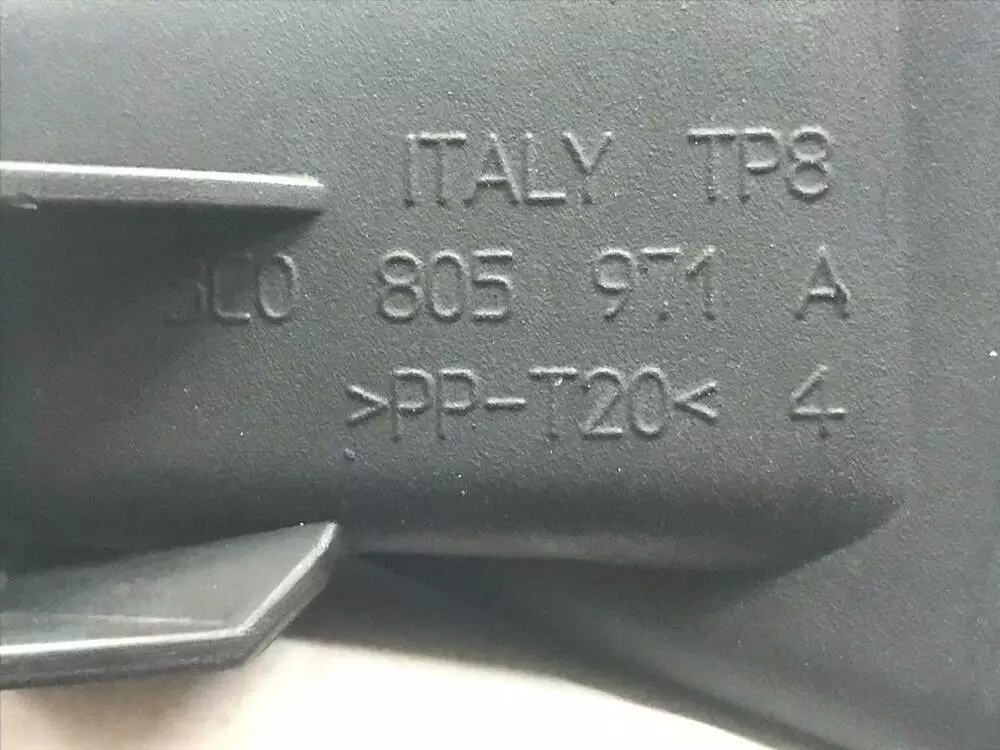 ITALY TP8
3C0 805 971 A
>PP-T20< 4